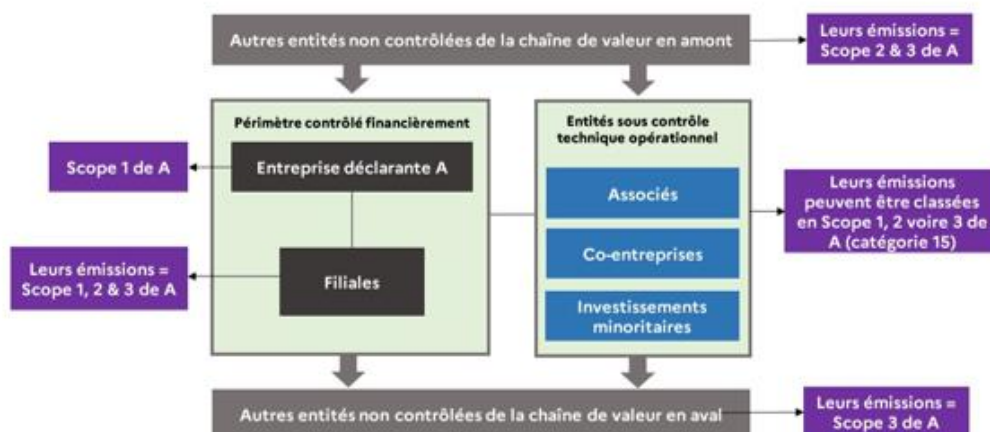 Autres entités non contrôlées de la chaîne de valeur en amont
Leurs émissions =
Scope 2 & 3 de A
Périmètre contrôlé financièrement
Entités sous contrôle
technique opérationnel
Scope 1 de A
Entreprise déclarante A
Associés
Leurs émissions
peuvent être classées
en Scope 1, 2 voire 3 de
A (catégorie 15)
Co-entreprises
Leurs émissions =
Scope 1, 2 & 3 de A
Filiales
Investissements
minoritaires
Autres entités non contrôlées de la chaîne de valeur en aval
Leurs émissions =
Scope 3 de A